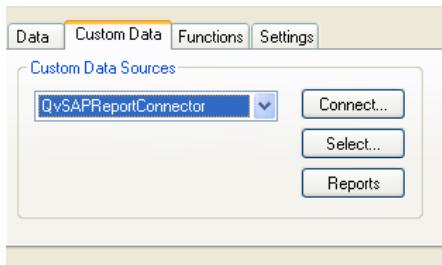 Data Custom Data Functions Settings
Custom Data Sources
QvSAPReportConnector Connect...
Select...
Reports